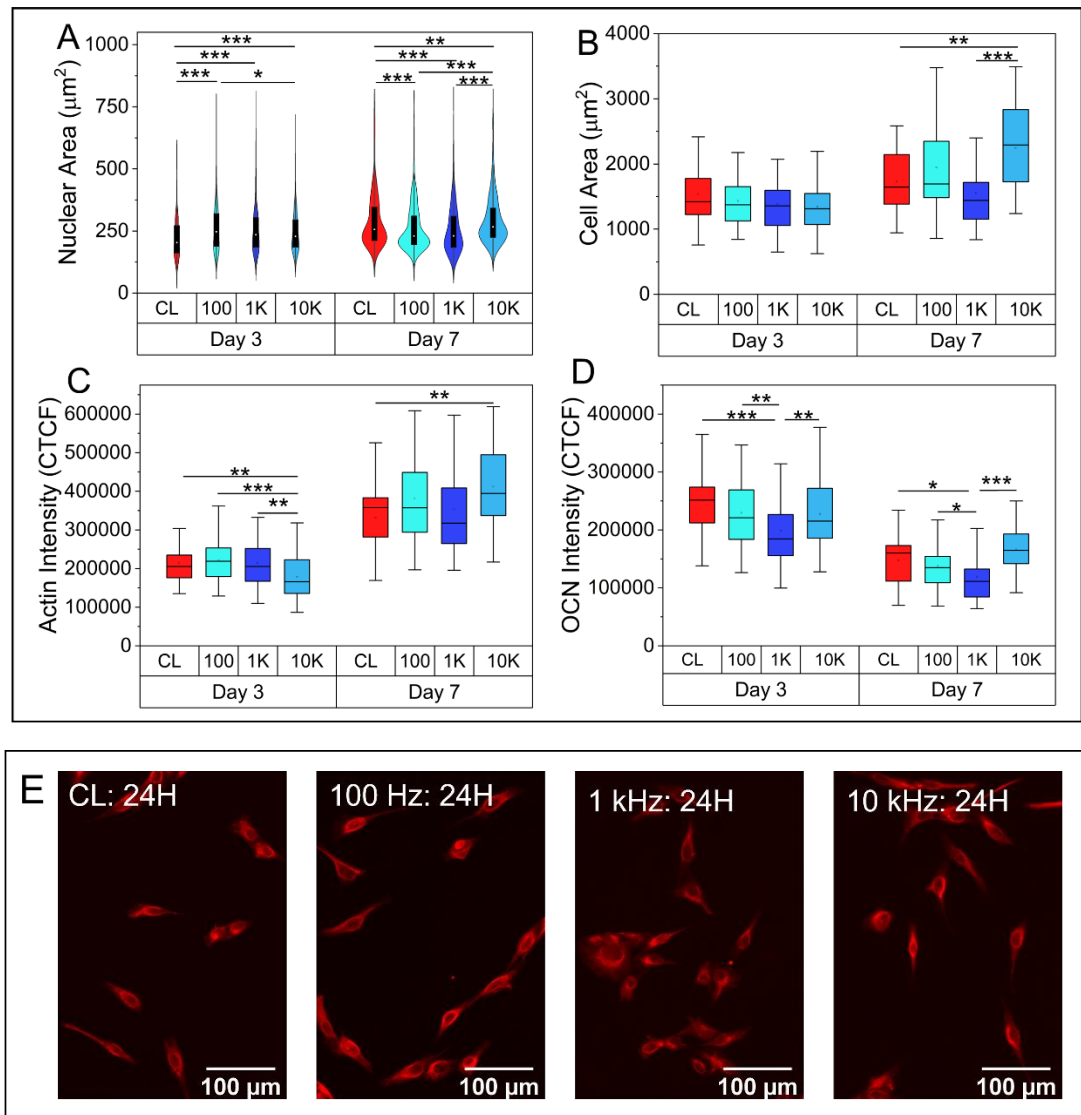 A
Nuclear Area (μm²)
1000
750
500
250
0
***
***
***
*
**
***
***
***
***
CL 100 1K 10K CL 100 1K 10K
Day 3 Day 7
B
Cell Area (μm²)
4000
3000
2000
1000
0
**
***
CL 100 1K 10K CL 100 1K 10K
Day 3 Day 7
C
Actin Intensity (CTCF)
600000
500000
400000
300000
200000
100000
0
**
***
**
**
CL 100 1K 10K CL 100 1K 10K
Day 3 Day 7
D
OCN Intensity (CTCF)
400000
300000
200000
100000
0
**
***
**
*
***
*
CL 100 1K 10K CL 100 1K 10K
Day 3 Day 7
E
CL: 24H
100 μm
100 Hz: 24H
100 μm
1 kHz: 24H
100 μm
10 kHz: 24H
100 μm